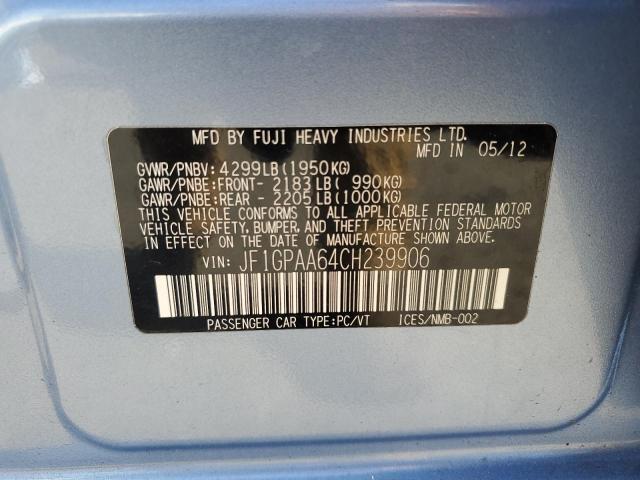 MFD BY FUJI HEAVY INDUSTRIES LTD.
MFD IN 05/12
GVWR/PNBV: 4299LB(1950KG)
GAWR/PNBE:FRONT- 2183LB( 990KG)
GAWR/PNBE:REAR - 2205LB(1000KG)
THIS VEHICLE CONFORMS TO ALL APPLICABLE FEDERAL MOTOR
VEHICLE SAFETY, BUMPER, AND THEFT PREVENTION STANDARDS
IN EFFECT ON THE DATE OF MANUFACTURE SHOWN ABOVE.
VIN: JF1GPAA64CH239906
PASSENGER CAR TYPE:PC/VT ICES/NMB-002